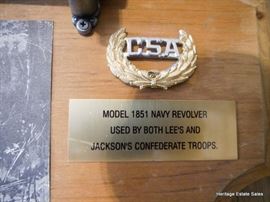 CSA
MODEL 1851 NAVY REVOLVER
USED BY BOTH LEE'S AND
JACKSON'S CONFEDERATE TROOPS.
Heritage Estate Sales